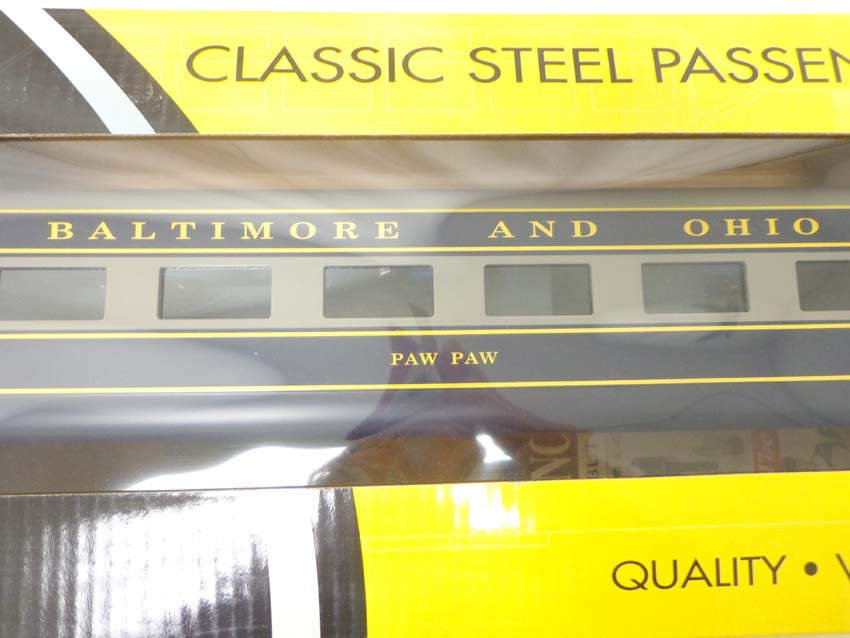 CLASSIC STEEL PASSEN
BALTIMORE AND OHIO
PAW PAW
QUALITY •